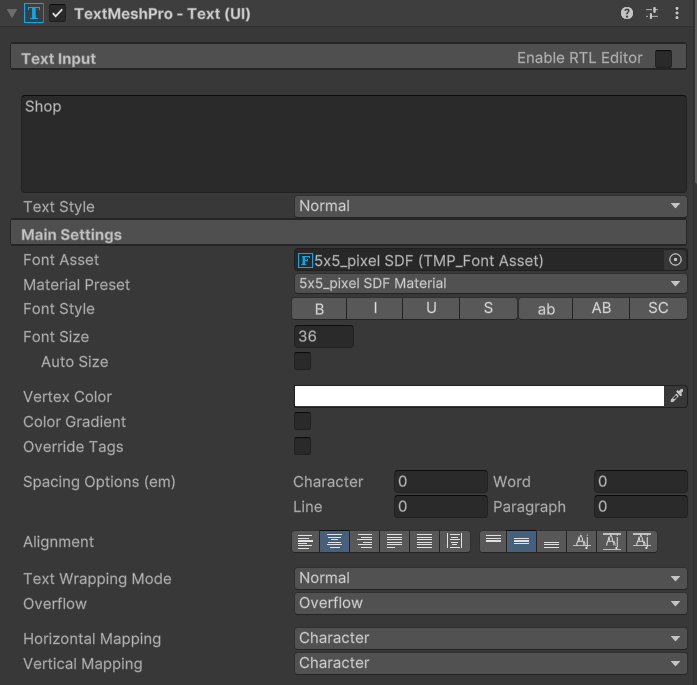 TextMeshPro - Text (UI)
Text Input Enable RTL Editor
Shop
Text Style Normal
Main Settings
Font Asset F 5x5_pixel SDF (TMP_Font Asset)
Material Preset 5x5_pixel SDF Material
Font Style B I U S ab AB SC
Font Size 36
Auto Size
Vertex Color
Color Gradient
Override Tags
Spacing Options (em) Character 0 Word 0
Line 0 Paragraph 0
Alignment
Text Wrapping Mode Normal
Overflow Overflow
Horizontal Mapping Character
Vertical Mapping Character